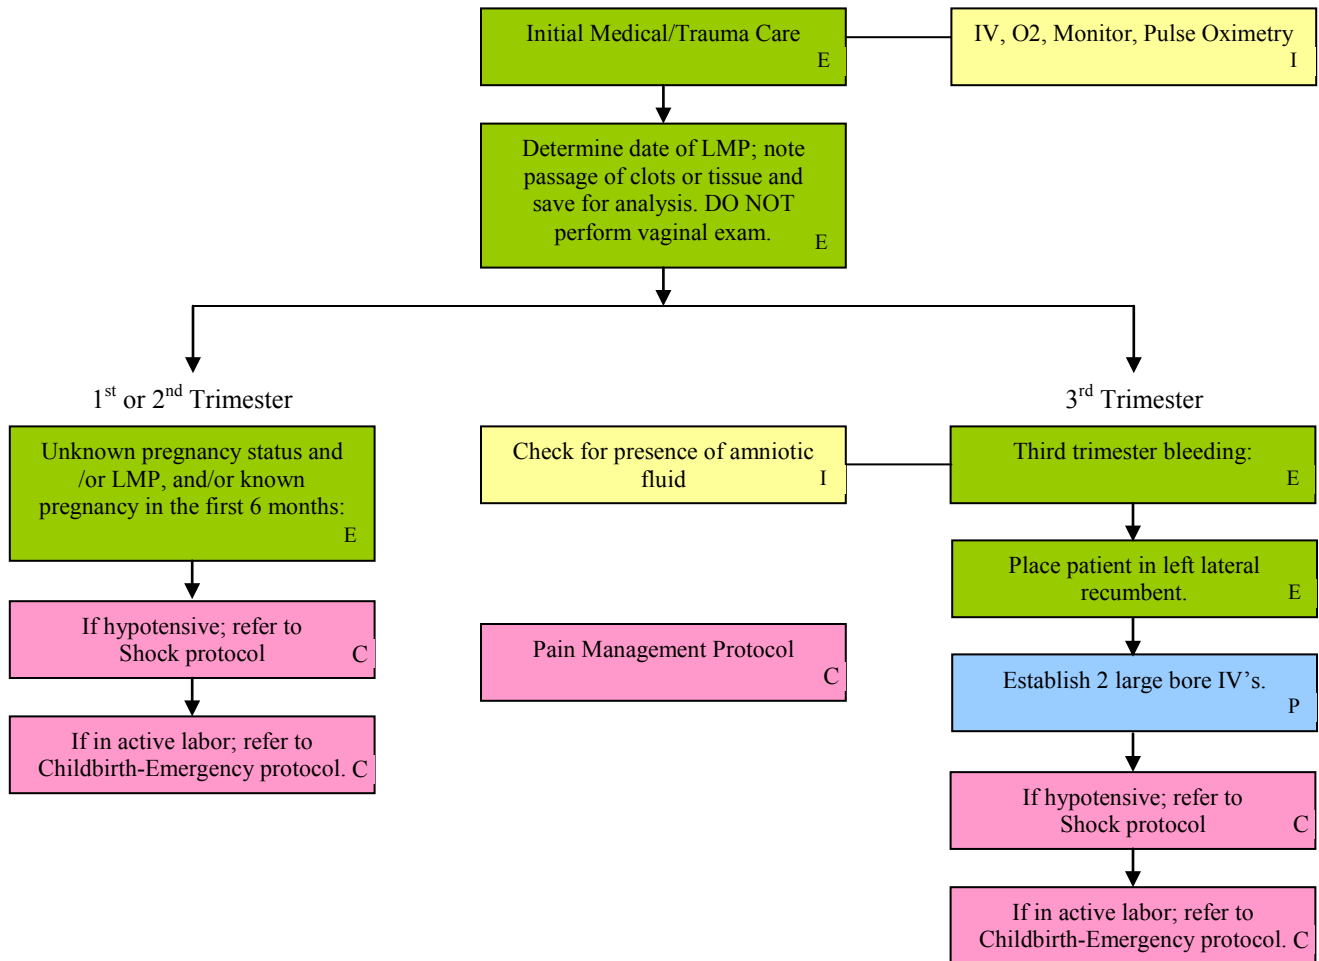 Initial Medical/Trauma Care
E
IV, O2, Monitor, Pulse Oximetry
I
Determine date of LMP; note
passage of clots or tissue and
save for analysis. DO NOT
perform vaginal exam.
E
1st or 2nd Trimester
Unknown pregnancy status and
/or LMP, and/or known
pregnancy in the first 6 months:
E
If hypotensive; refer to
Shock protocol
C
If in active labor; refer to
Childbirth-Emergency protocol.
C
Check for presence of amniotic
fluid
I
Pain Management Protocol
C
3rd Trimester
Third trimester bleeding:
E
Place patient in left lateral
recumbent.
E
Establish 2 large bore IV’s.
P
If hypotensive; refer to
Shock protocol
C
If in active labor; refer to
Childbirth-Emergency protocol.
C